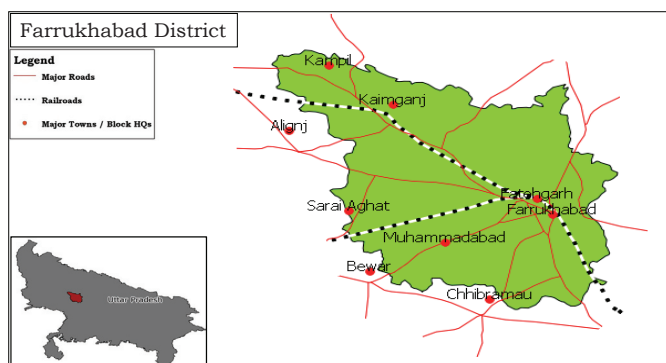 Farrukhabad District
Legend
Major Roads
Railroads
Major Towns / Block HQs
Kampil
Kaimganj
Aliganj
Fatehgarh
Sarai Aghat
Farrukhabad
Muhammadabad
Bewar
Chhibramau
Uttar Pradesh